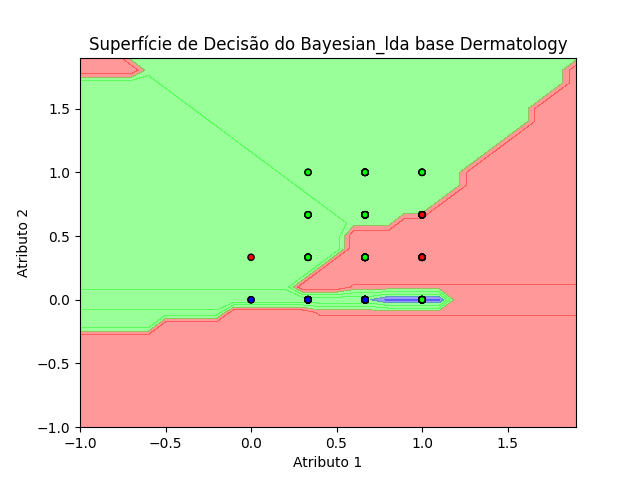 Superfície de Decisão do Bayesian_lda base Dermatology
Atributo 2
1.5
1.0
0.5
0.0
−0.5
−1.0
−1.0 −0.5 0.0 0.5 1.0 1.5
Atributo 1